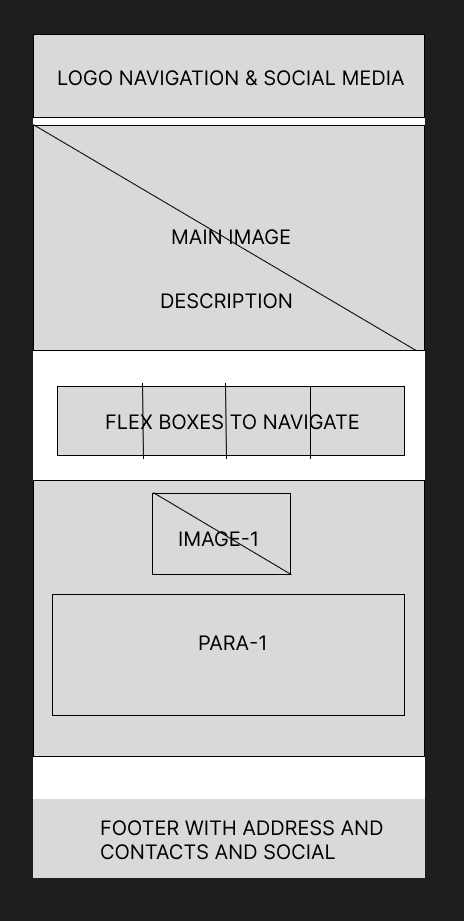 LOGO NAVIGATION & SOCIAL MEDIA
MAIN IMAGE
DESCRIPTION
FLEX BOXES TO NAVIGATE
IMAGE-1
PARA-1
FOOTER WITH ADDRESS AND
CONTACTS AND SOCIAL